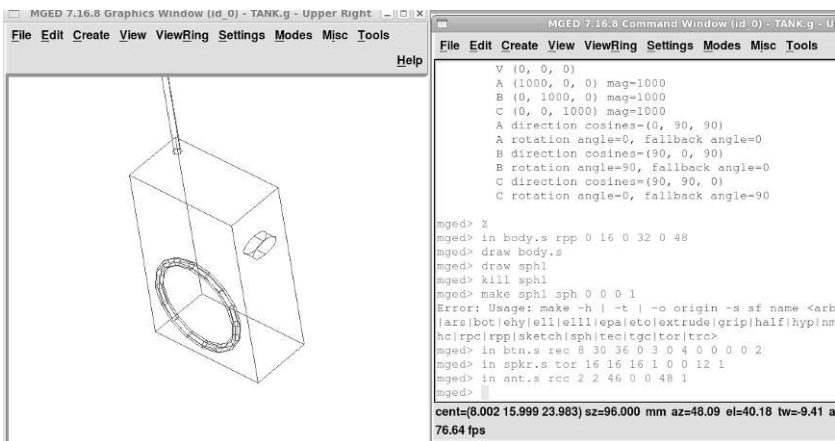 MGED 7.16.8 Graphics Window (id_0) - TANK.g - Upper Right
File Edit Create View ViewRing Settings Modes Misc Tools
Help
MGED 7.16.8 Command Window (id_0) - TANK.g - U
File Edit Create View ViewRing Settings Modes Misc Tools
V (0, 0, 0)
A (1000, 0, 0) mag=1000
B (0, 1000, 0) mag=1000
C (0, 0, 1000) mag=1000
A direction cosines=(0, 90, 90)
A rotation angle=0, fallback angle=0
B direction cosines=(90, 0, 90)
B rotation angle=90, fallback angle=0
C direction cosines=(90, 90, 0)
C rotation angle=0, fallback angle=90
mged> Z
mged> in body.s rpp 0 16 0 32 0 48
mged> draw body.s
mged> draw sph1
mged> kill sph1
mged> make sph1 sph 0 0 0 1
Error: Usage: make -h | -t | -o origin -s sf name <arb
|ars|bot|ehy|ell|ell1|epa|eto|extrude|grip|half|hyp|nm
hc|rpc|rpp|sketch|sph|tec|tgc|tor|trc>
mged> in btn.s rec 8 30 36 0 3 0 4 0 0 0 0 2
mged> in spkr.s tor 16 16 16 1 0 0 12 1
mged> in ant.s rcc 2 2 46 0 0 48 1
mged>
cent=(8.002 15.999 23.983) sz=96.000 mm az=48.09 el=40.18 tw=-9.41 a
76.64 fps